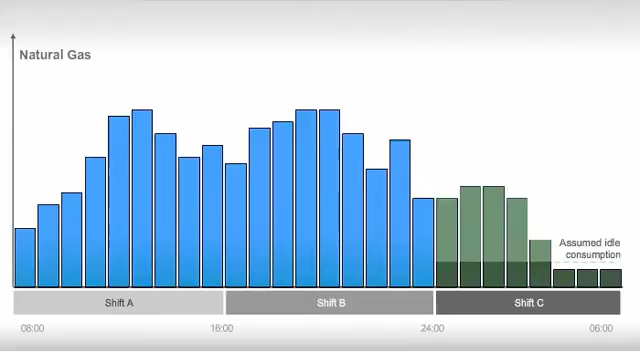 Natural Gas
Assumed idle
consumption
Shift A
Shift B
Shift C
08:00
16:00
24:00
06:00